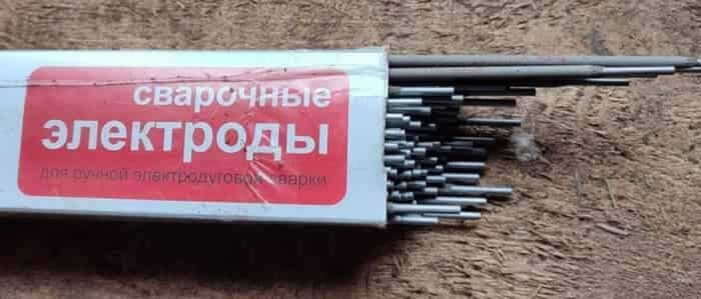 сварочные
электроды
для ручной электродуговой сварки